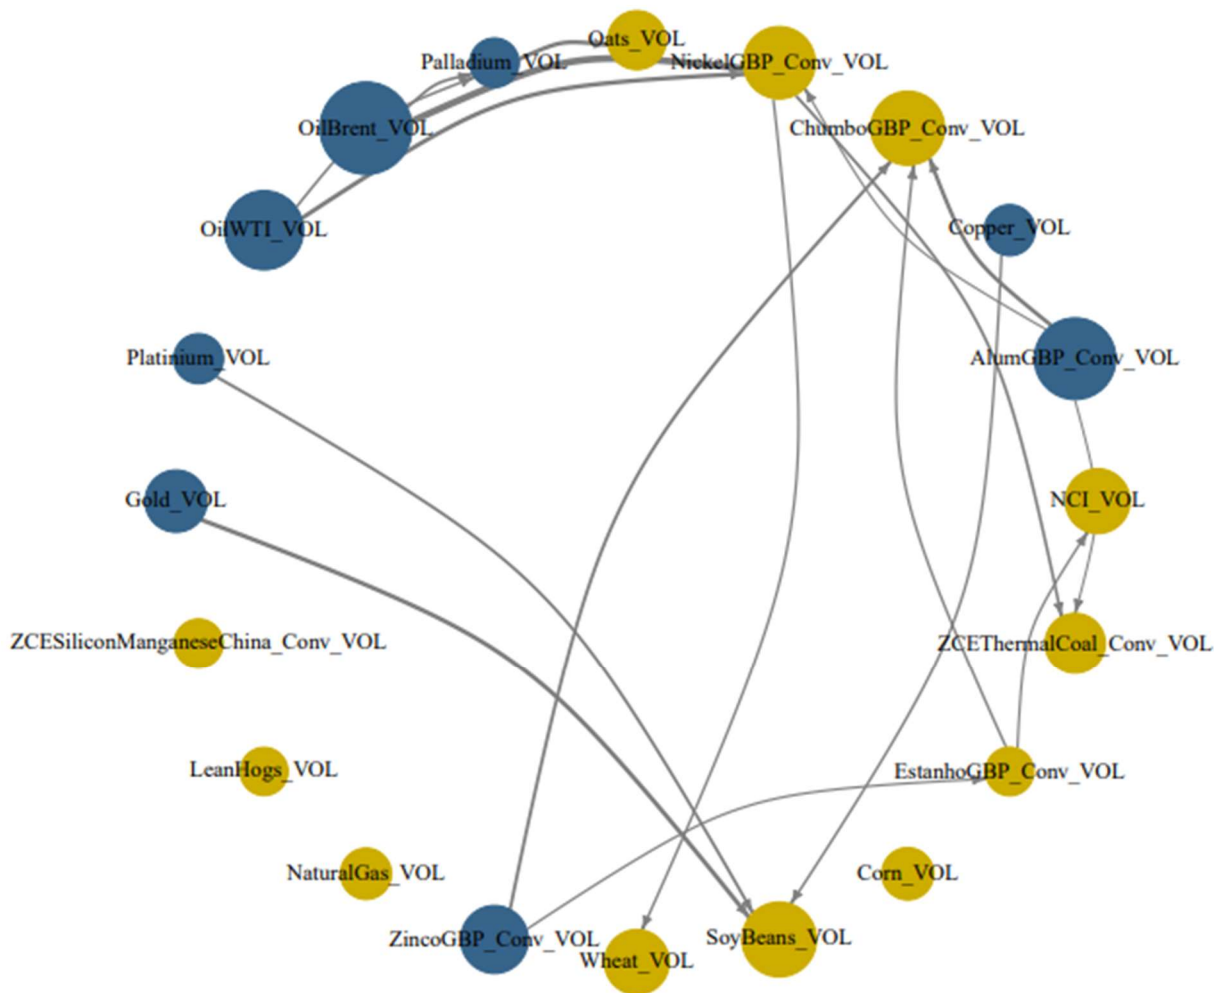 Oats_VOL
Palladium_VOL
NickelGBP_Conv_VOL
OilBrent_VOL
ChumboGBP_Conv_VOL
OilWTI_VOL
Copper_VOL
Platinium_VOL
AlumGBP_Conv_VOL
Gold_VOL
NCI_VOL
ZCESiliconManganeseChina_Conv_VOL
ZCEThermalCoal_Conv_VOL
LeanHogs_VOL
EstanhoGBP_Conv_VOL
NaturalGas_VOL
Corn_VOL
ZincoGBP_Conv_VOL
SoyBeans_VOL
Wheat_VOL